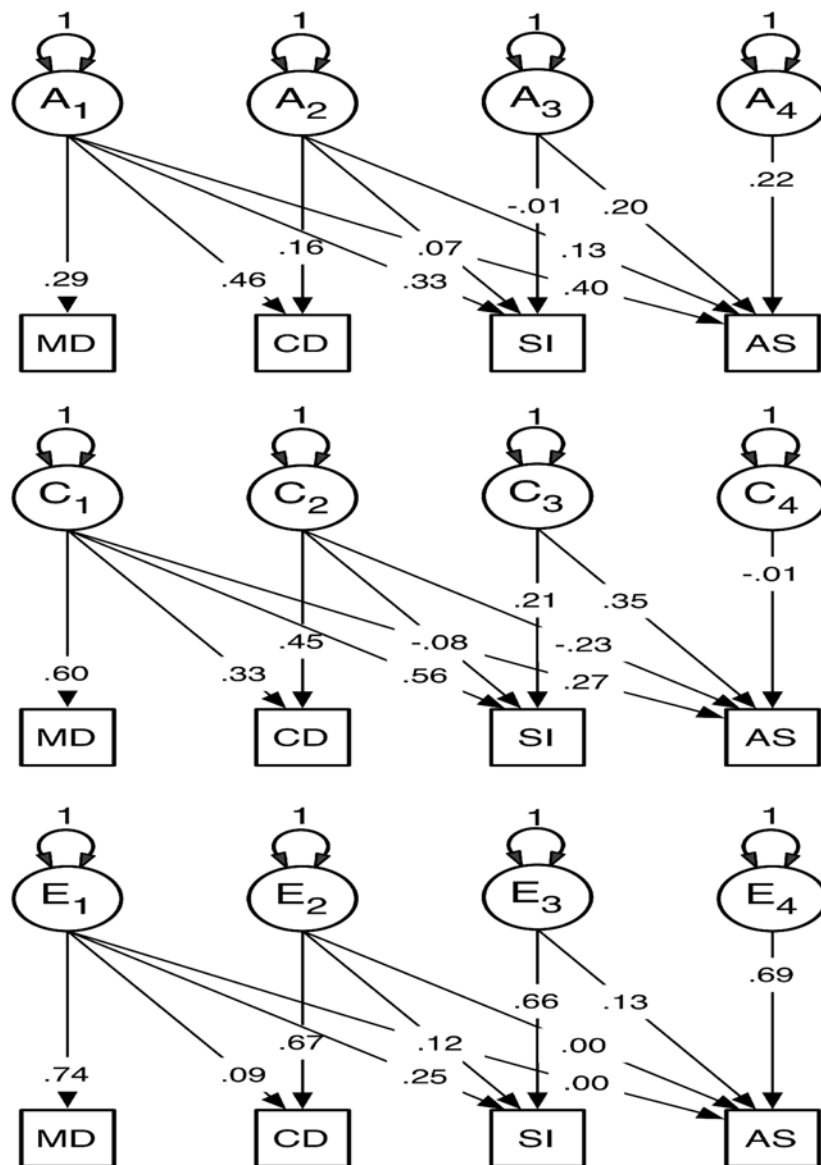 1 1 1 1
A1 A2 A3 A4
.22
-.01 .20
.16 .07 .13
.29 .46 .33 .40
MD CD SI AS
1 1 1 1
C1 C2 C3 C4
-.01
.21 .35
.45 -.08 -.23
.60 .33 .56 .27
MD CD SI AS
1 1 1 1
E1 E2 E3 E4
.69
.66 .13
.67 .12 .00
.74 .09 .25 .00
MD CD SI AS